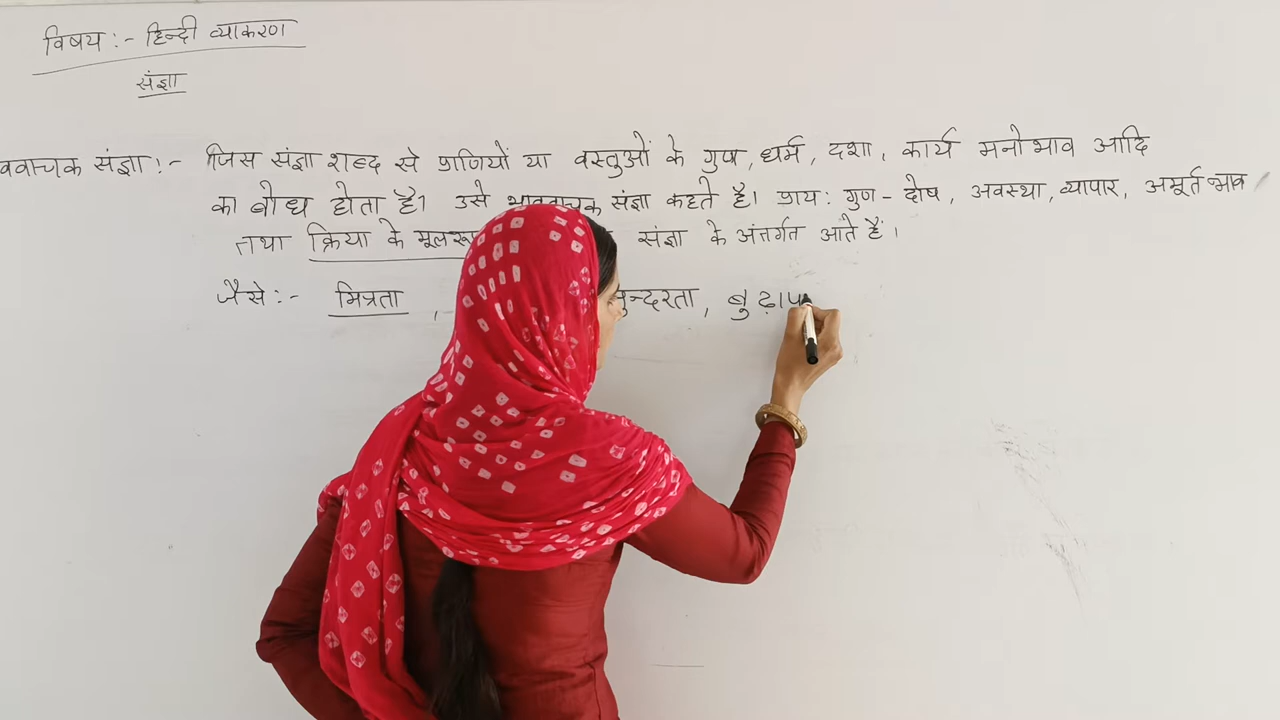 विषय :- हिन्दी व्याकरण
संज्ञा
ववाचक संज्ञा :- जिस संज्ञा शब्द से प्राणियों या वस्तुओं के गुण, धर्म, दशा, कार्य मनोभाव आदि
का बोध होता है। उसे भाववाचक संज्ञा कहते है। प्राय: गुण - दोष, अवस्था, व्यापार, अमूर्त भाव
तथा क्रिया के मूलरू संज्ञा के अंतर्गत आते हैं।
जैसे :- मित्रता , ुन्दरता, बुढ़ाप